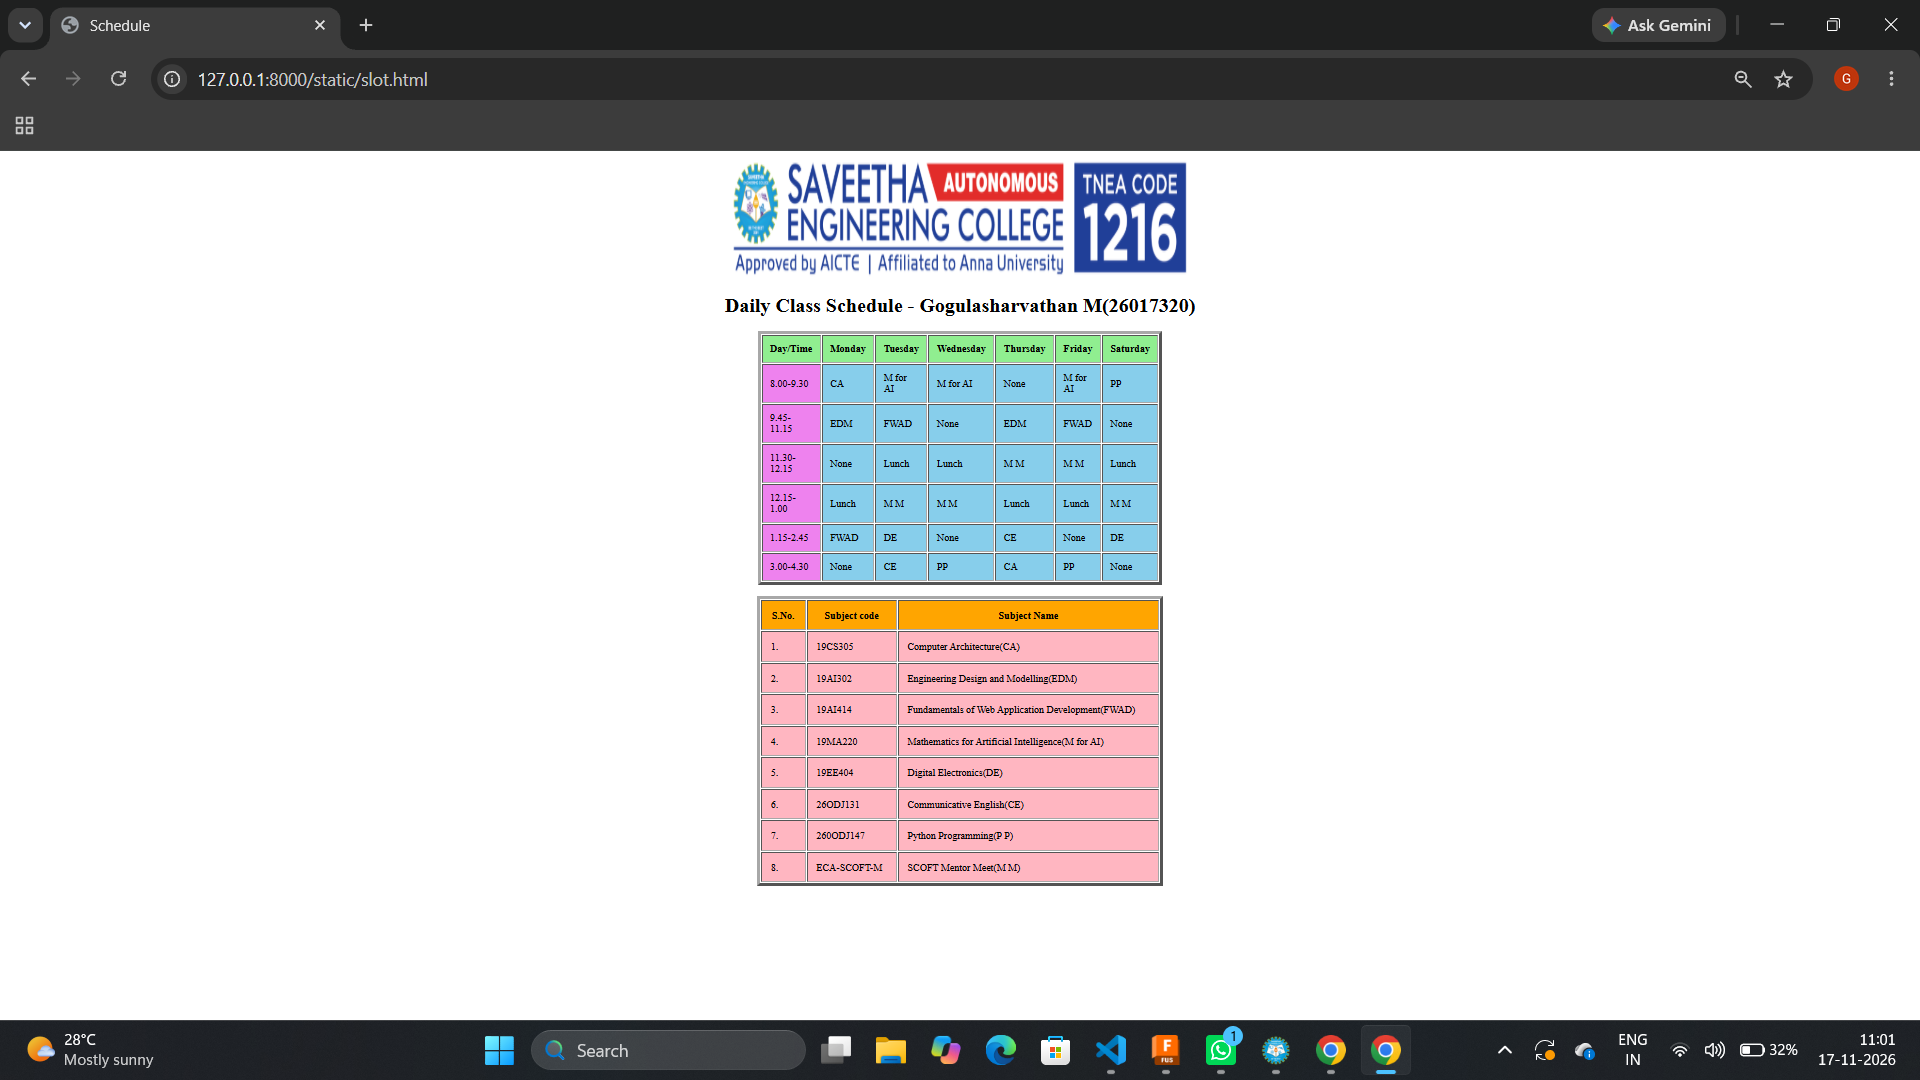 Schedule
Ask Gemini
127.0.0.1:8000/static/slot.html
G
SAVEETHA AUTONOMOUS
ENGINEERING COLLEGE
Approved by AICTE | Affiliated to Anna University
TNEA CODE
1216
Daily Class Schedule - Gogulasharvathan M(26017320)
Day/Time Monday Tuesday Wednesday Thursday Friday Saturday
8.00-9.30 CA M for AI M for AI None M for AI PP
9.45-11.15 EDM FWAD None EDM FWAD None
11.30-12.15 None Lunch Lunch M M M M Lunch
12.15-1.00 Lunch M M M M Lunch Lunch M M
1.15-2.45 FWAD DE None CE None DE
3.00-4.30 None CE PP CA PP None
S.No. Subject code Subject Name
1. 19CS305 Computer Architecture(CA)
2. 19AI302 Engineering Design and Modelling(EDM)
3. 19AI414 Fundamentals of Web Application Development(FWAD)
4. 19MA220 Mathematics for Artificial Intelligence(M for AI)
5. 19EE404 Digital Electronics(DE)
6. 26ODJ131 Communicative English(CE)
7. 260ODJ147 Python Programming(P P)
8. ECA-SCOFT-M SCOFT Mentor Meet(M M)
28°C
Mostly sunny
Search
F
FUS
1
ENG
IN
32%
11:01
17-11-2026